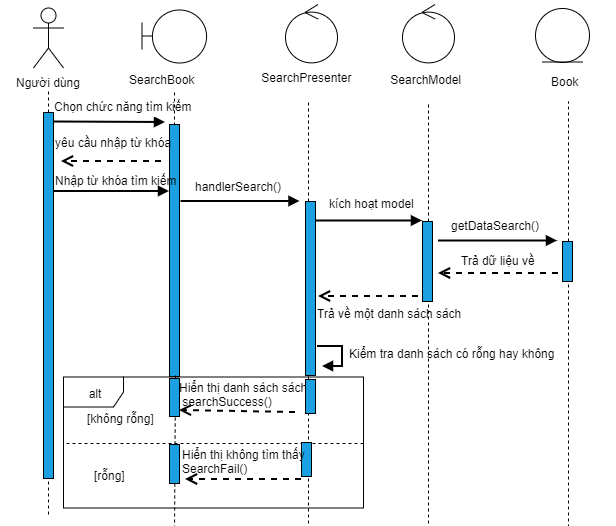 Người dùng
SearchBook
SearchPresenter
SearchModel
Book
Chọn chức năng tìm kiếm
yêu cầu nhập từ khóa
Nhập từ khóa tìm kiếm
handlerSearch()
kích hoạt model
getDataSearch()
Trả dữ liệu về
Trả về một danh sách sách
Kiểm tra danh sách có rỗng hay không
alt
Hiển thị danh sách sách
searchSuccess()
[không rỗng]
Hiển thị không tìm thấy
SearchFail()
[rỗng]